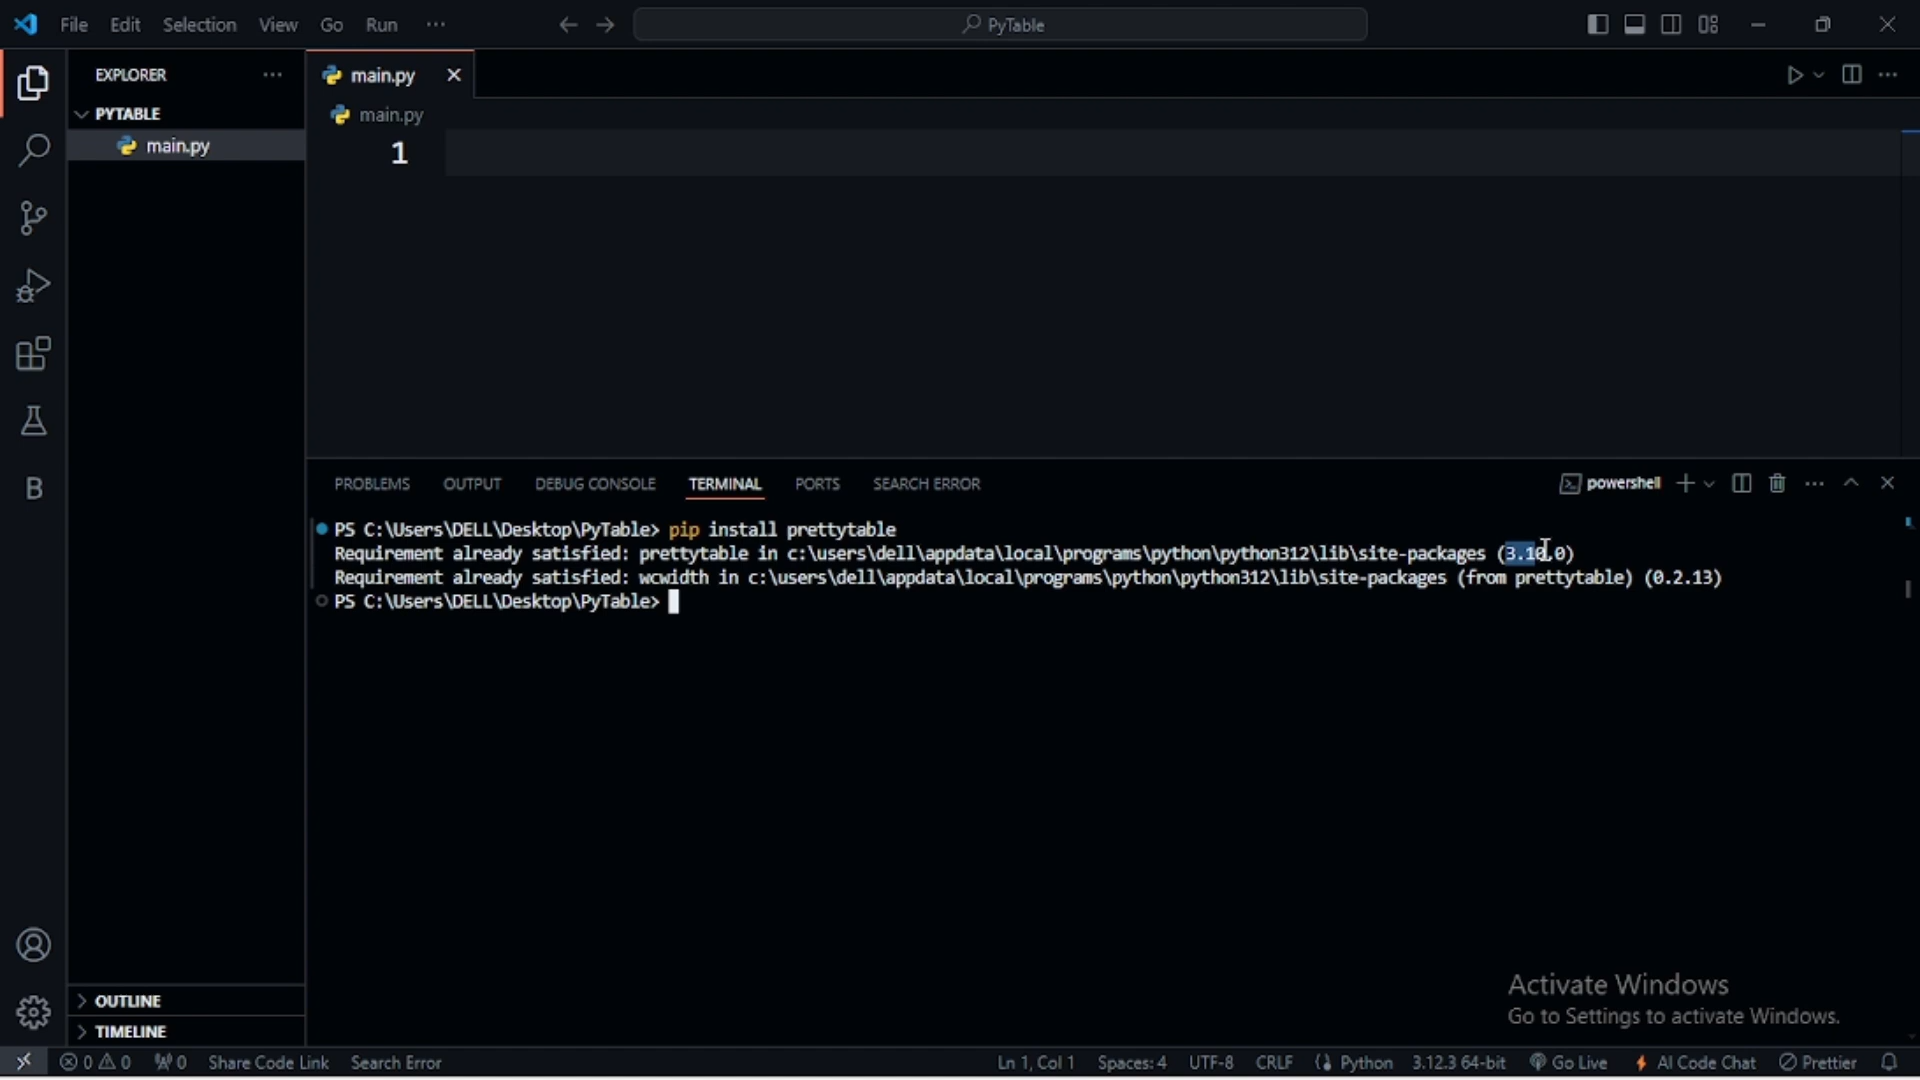 File Edit Selection View Go Run ··· PyTable
EXPLORER ···
PYTABLE
main.py
main.py
main.py
1
PROBLEMS OUTPUT DEBUG CONSOLE TERMINAL PORTS SEARCH ERROR powershell
PS C:\Users\DELL\Desktop\PyTable> pip install prettytable
Requirement already satisfied: prettytable in c:\users\dell\appdata\local\programs\python\python312\lib\site-packages (3.10.0)
Requirement already satisfied: wcwidth in c:\users\dell\appdata\local\programs\python\python312\lib\site-packages (from prettytable) (0.2.13)
PS C:\Users\DELL\Desktop\PyTable>
B
Activate Windows
Go to Settings to activate Windows.
OUTLINE
TIMELINE
0 0 0 Share Code Link Search Error Ln 1, Col 1 Spaces: 4 UTF-8 CRLF Python 3.12.3 64-bit Go Live AI Code Chat Prettier